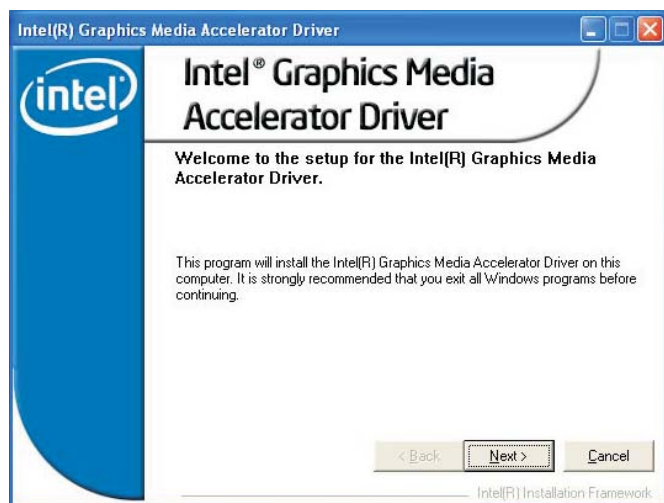 Intel(R) Graphics Media Accelerator Driver
intel
Intel® Graphics Media
Accelerator Driver
Welcome to the setup for the Intel(R) Graphics Media
Accelerator Driver.
This program will install the Intel(R) Graphics Media Accelerator Driver on this
computer. It is strongly recommended that you exit all Windows programs before
continuing.
< Back
Next >
Cancel
Intel(R) Installation Framework